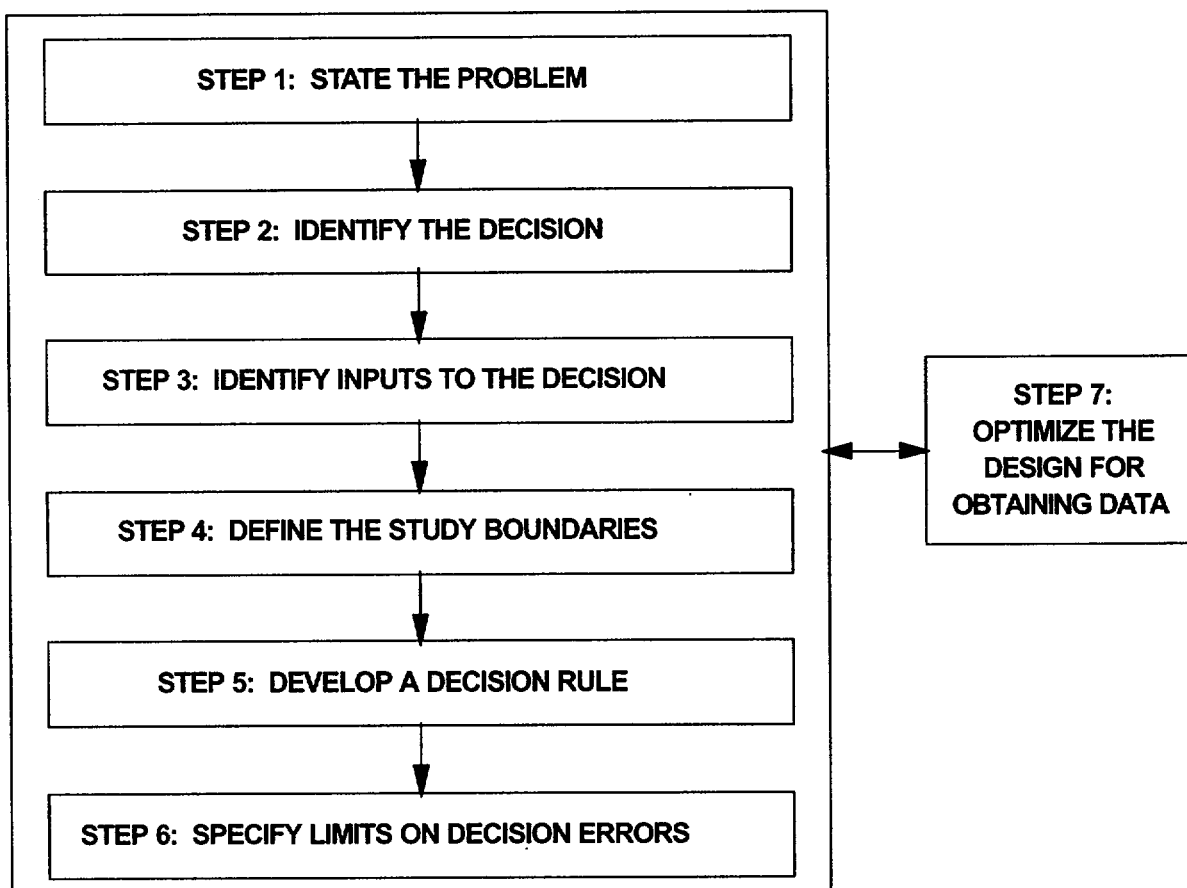 STEP 1: STATE THE PROBLEM
STEP 2: IDENTIFY THE DECISION
STEP 3: IDENTIFY INPUTS TO THE DECISION
STEP 4: DEFINE THE STUDY BOUNDARIES
STEP 5: DEVELOP A DECISION RULE
STEP 6: SPECIFY LIMITS ON DECISION ERRORS
STEP 7:
OPTIMIZE THE
DESIGN FOR
OBTAINING DATA